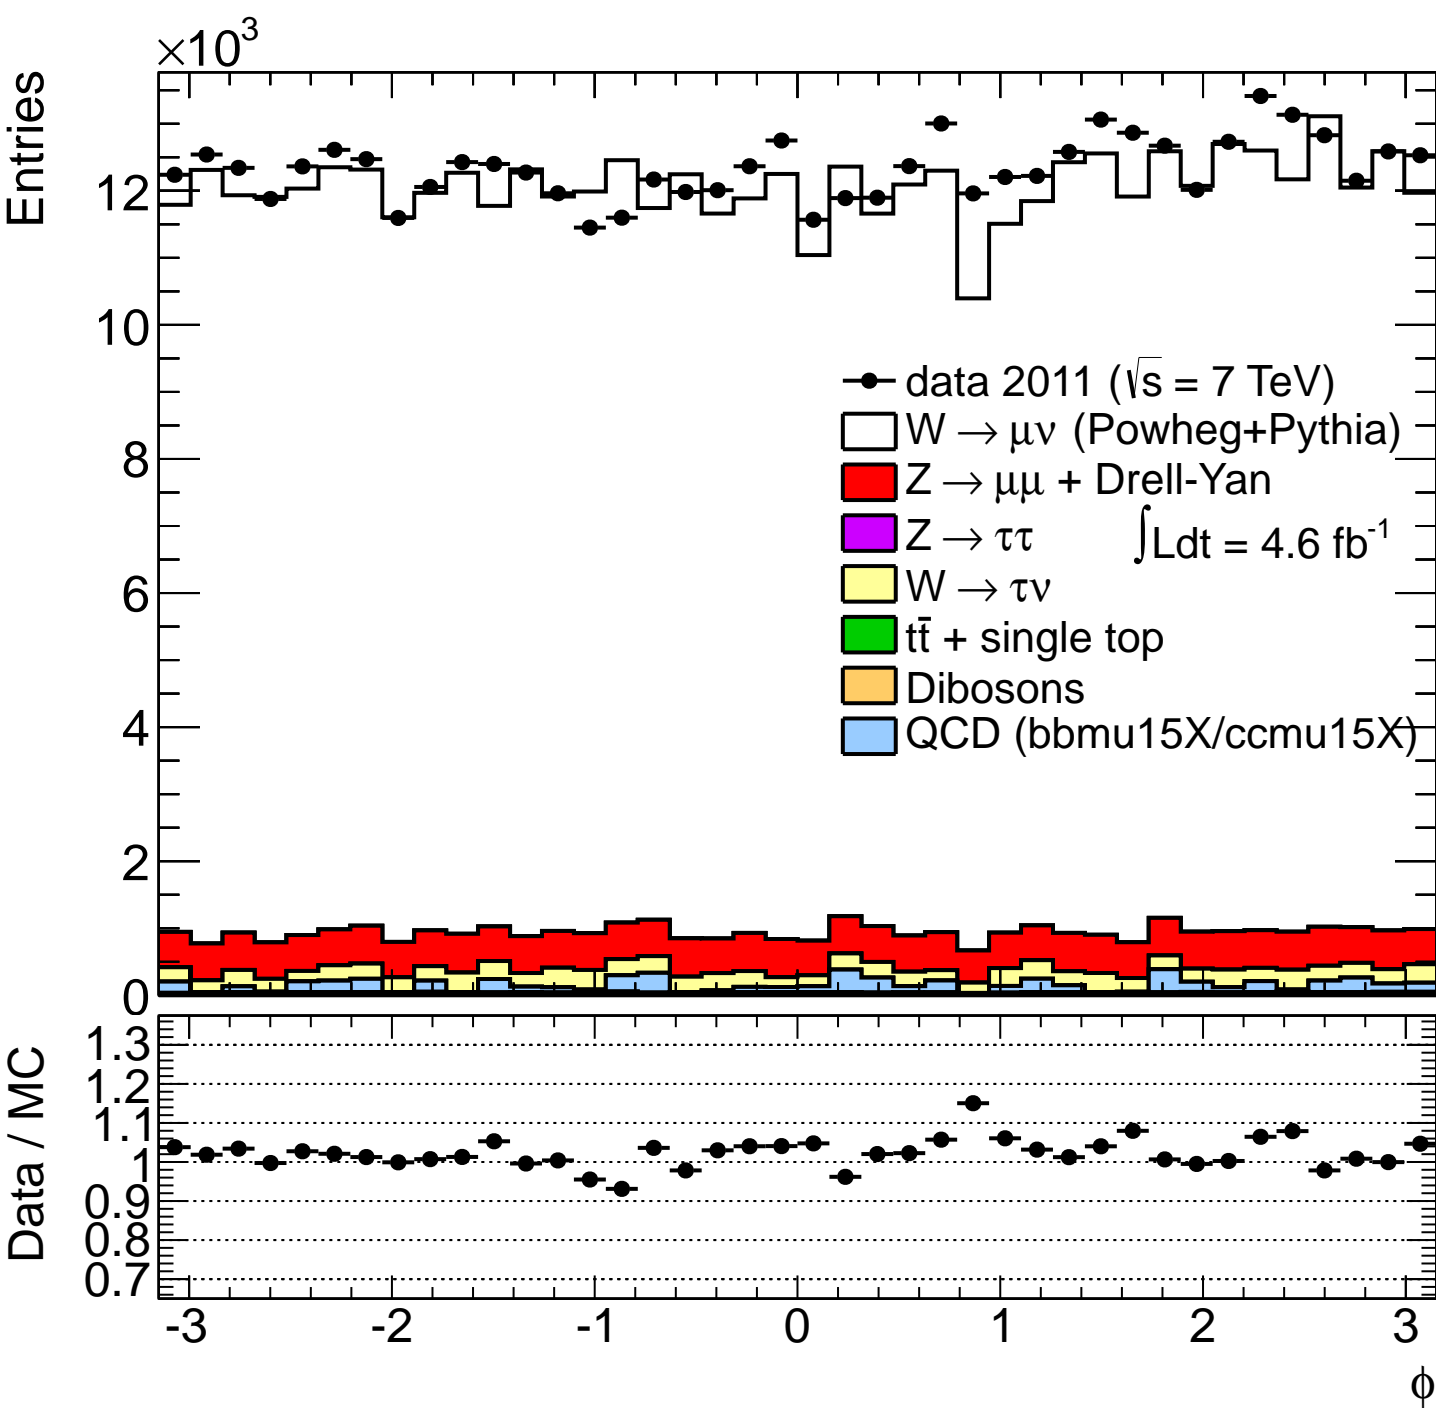 ×10³
Entries
12
10
8
6
4
2
0
data 2011 (√s = 7 TeV)
W → μν (Powheg+Pythia)
Z → μμ + Drell-Yan
Z → ττ
∫Ldt = 4.6 fb⁻¹
W → τν
tt̄ + single top
Dibosons
QCD (bbmu15X/ccmu15X)
Data / MC
1.3
1.2
1.1
1
0.9
0.8
0.7
-3 -2 -1 0 1 2 3
ϕ